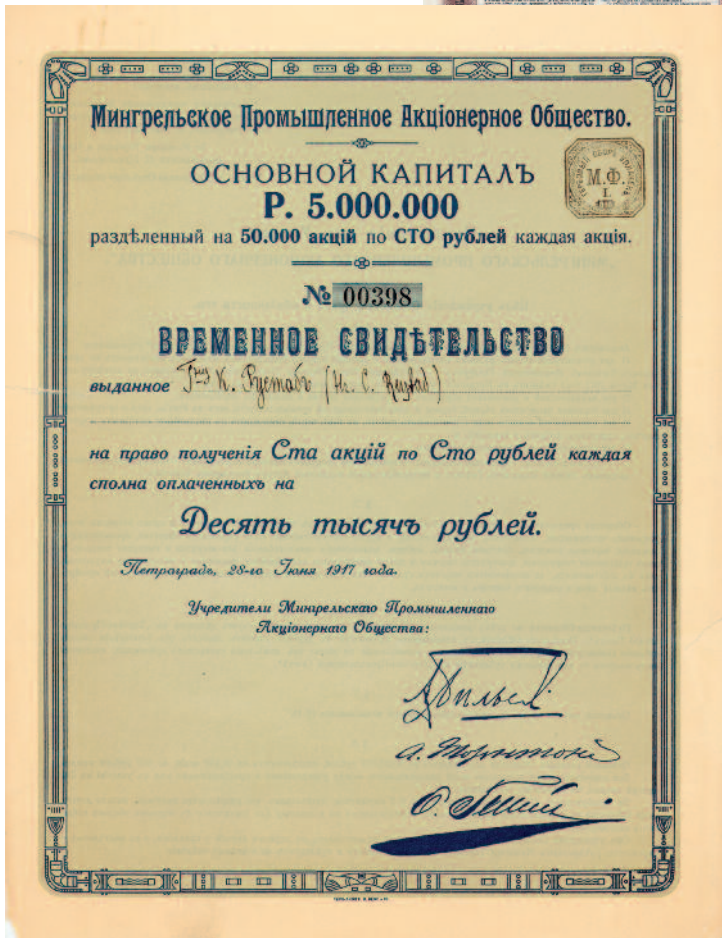 Мингрельское Промышленное Акціонерное Общество.
ОСНОВНОЙ КАПИТАЛЪ
Р. 5.000.000
раздѣленный на 50.000 акцій по СТО рублей каждая акція.
М.Ф.
I.
№ 00398
ВРЕМЕННОЕ СВИДѢТЕЛЬСТВО
выданное К. (Hr. C.
на право полученія Ста акцій по Сто рублей каждая
сполна оплаченныхъ на
Десять тысячъ рублей.
Петроградъ, 28-го Іюня 1917 года.
Учредители Мингрельскаго Промышленнаго
Акціонернаго Общества: